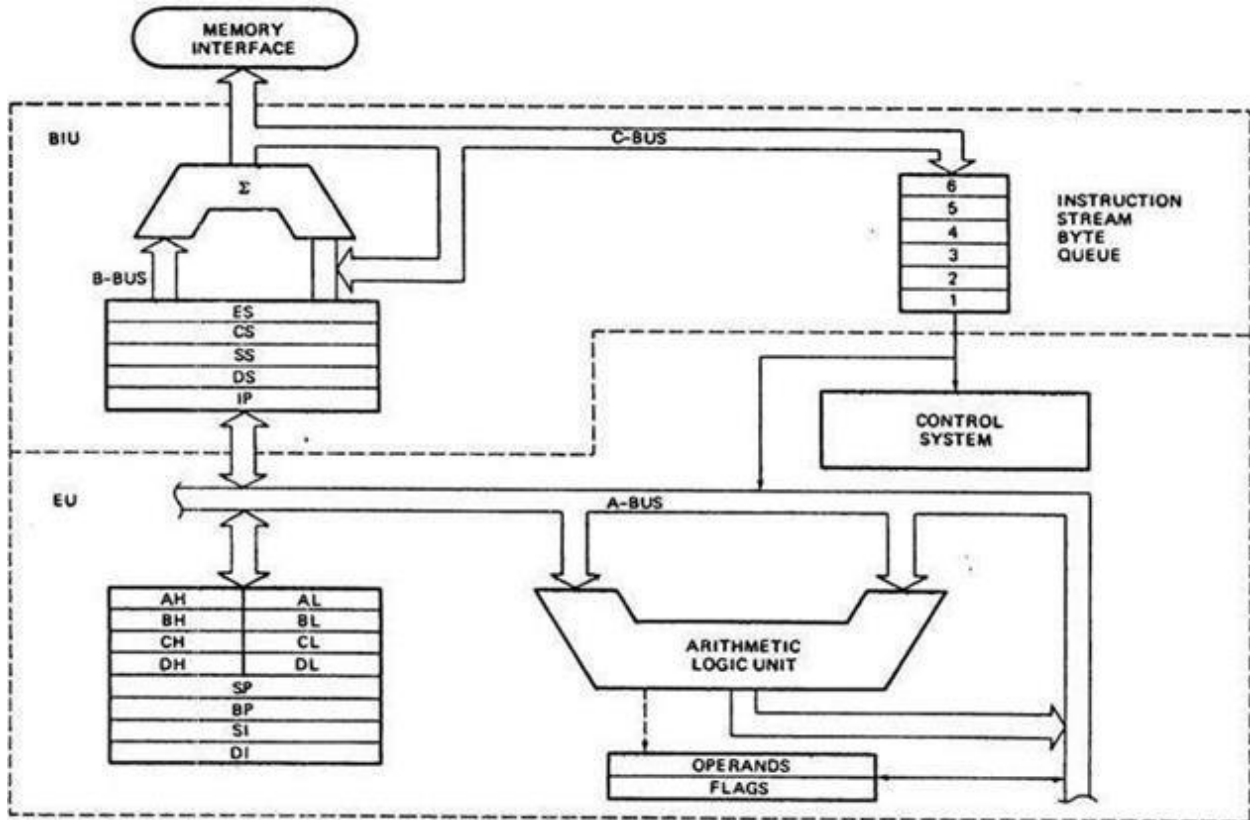 MEMORY
INTERFACE
BIU
C-BUS
Σ
B-BUS
6
5
4
3
2
1
INSTRUCTION
STREAM
BYTE
QUEUE
ES
CS
SS
DS
IP
CONTROL
SYSTEM
EU
A-BUS
AH AL
BH BL
CH CL
DH DL
SP
BP
SI
DI
ARITHMETIC
LOGIC UNIT
OPERANDS
FLAGS